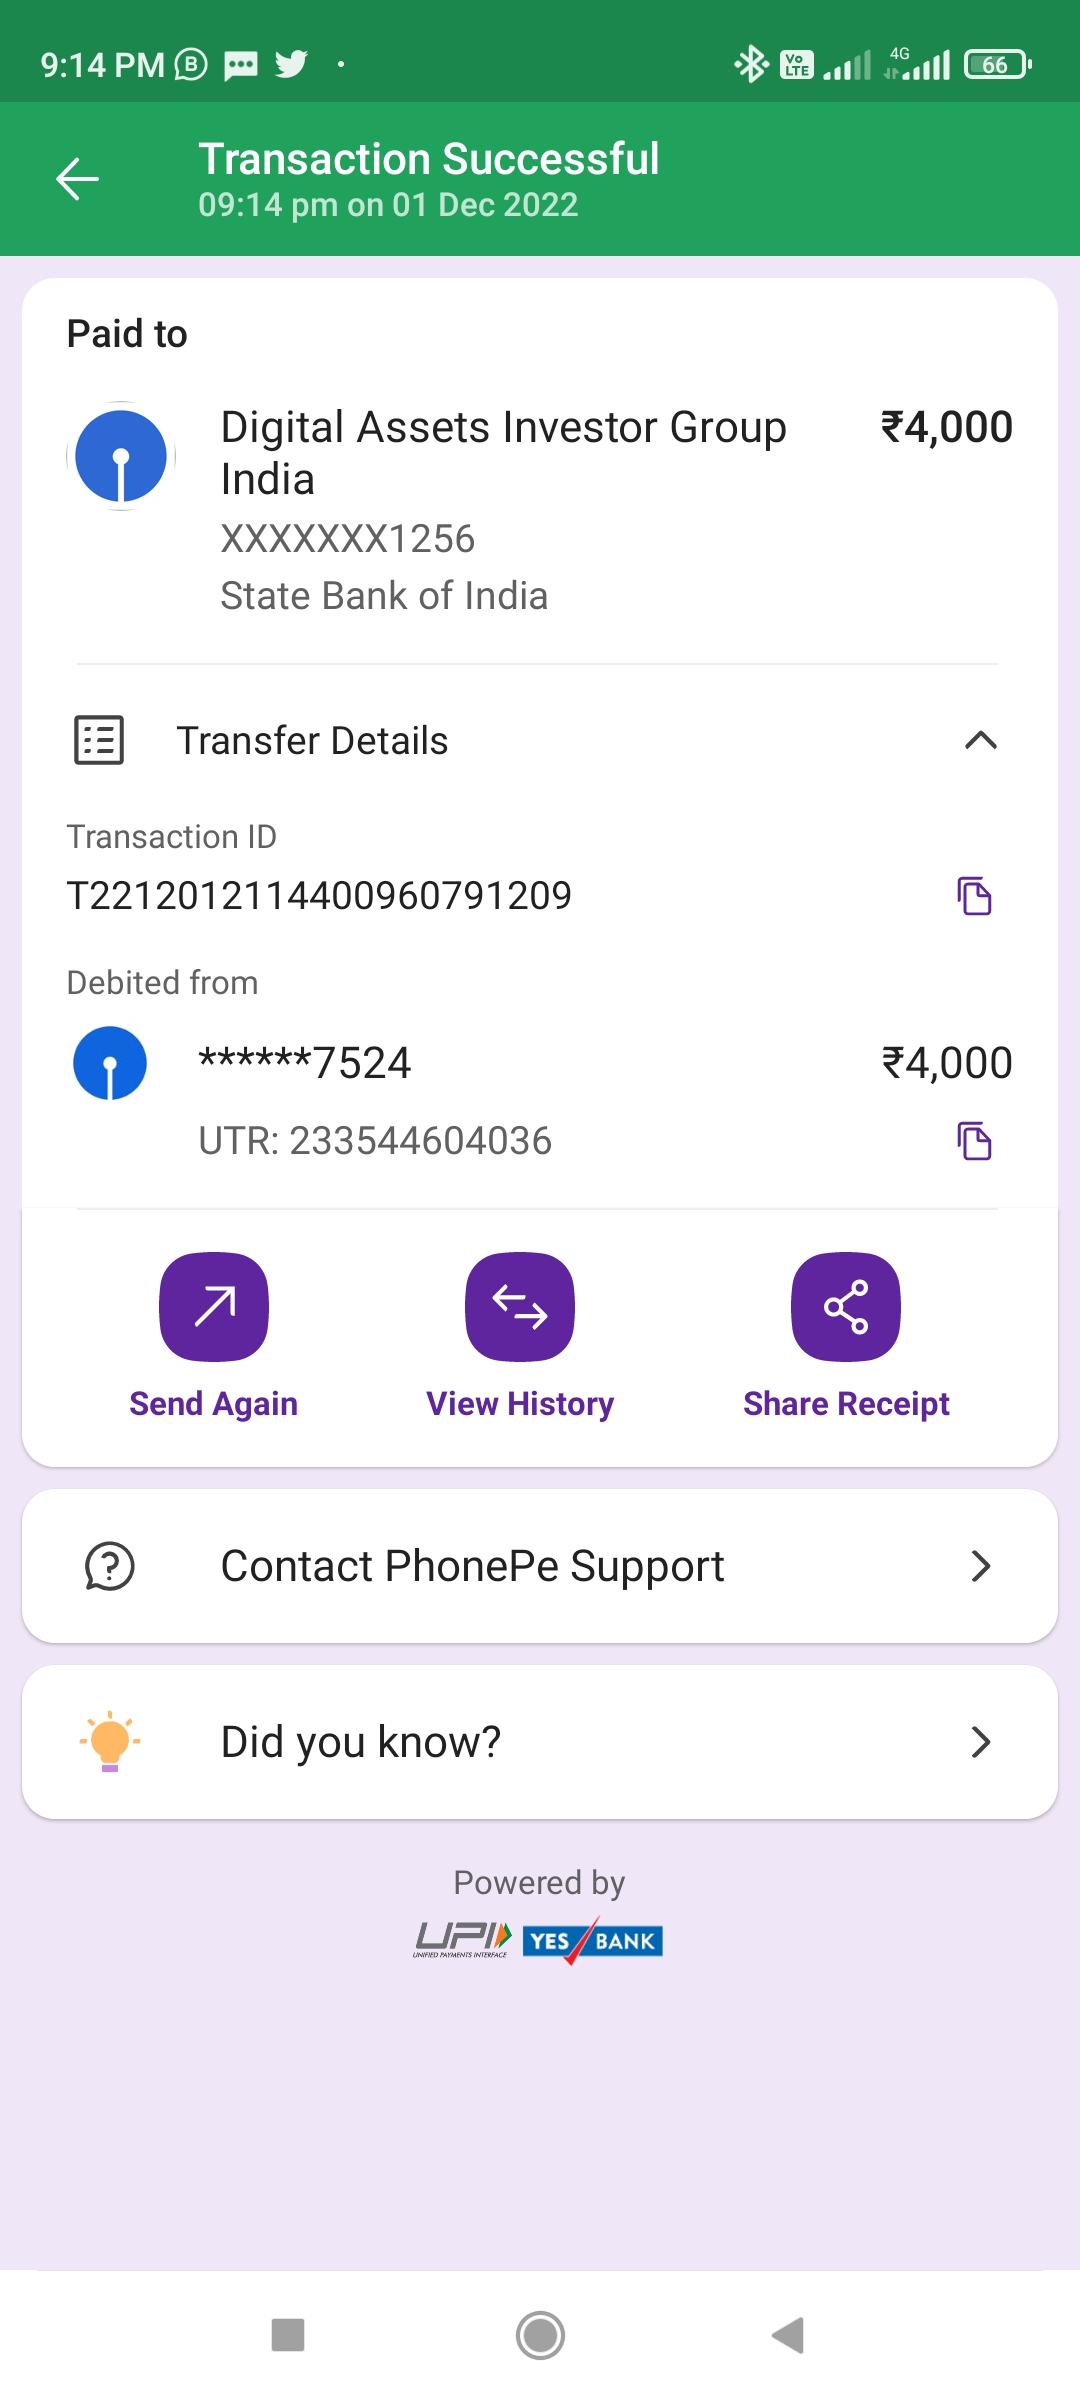 9:14 PM
Vo LTE
4G
66
Transaction Successful
09:14 pm on 01 Dec 2022
Paid to
Digital Assets Investor Group India ₹4,000
XXXXXXX1256
State Bank of India
Transfer Details
Transaction ID
T2212012114400960791209
Debited from
******7524 ₹4,000
UTR: 233544604036
Send Again View History Share Receipt
Contact PhonePe Support
Did you know?
Powered by
UPI YES BANK
UNIFIED PAYMENTS INTERFACE